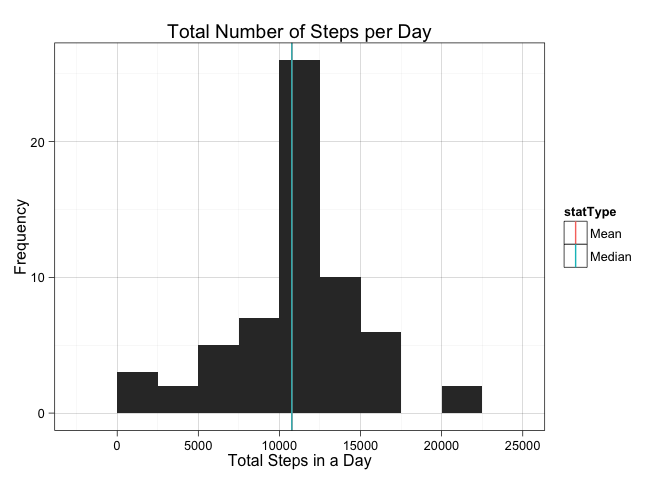 Total Number of Steps per Day
20
10
0
Frequency
0 5000 10000 15000 20000 25000
Total Steps in a Day
statType
Mean
Median